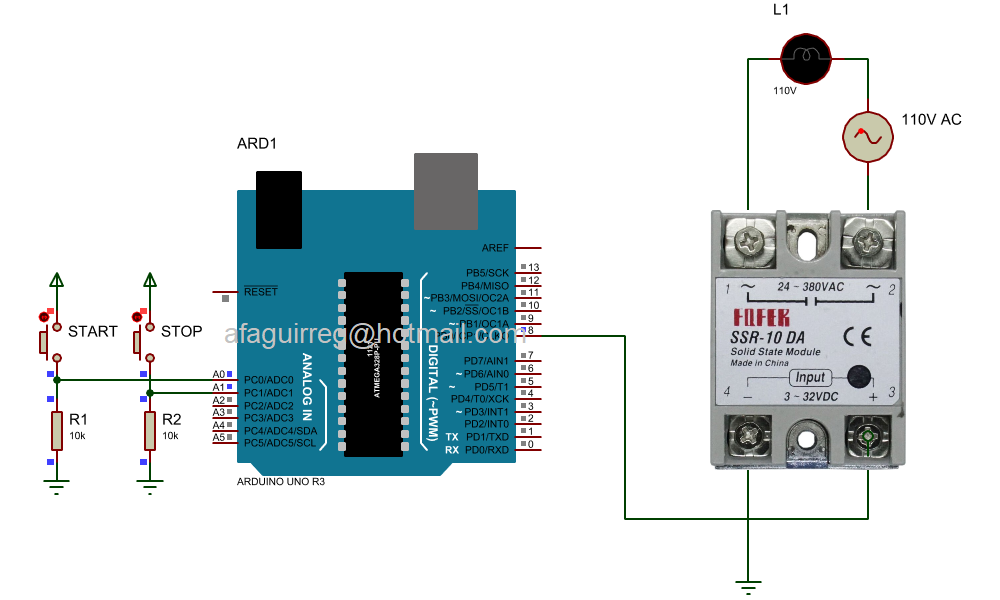 L1
110V
110V AC
ARD1
AREF
RESET
13
PB5/SCK
12
PB4/MISO
11
~PB3/MOSI/OC2A
10
~ PB2/SS/OC1B
9
~ PB1/OC1A
8
afaguirreg@hotmail.com
7
PD7/AIN1
6
~ PD6/AIN0
5
~ PD5/T1
4
PD4/T0/XCK
3
~ PD3/INT1
2
PD2/INT0
1
TX PD1/TXD
0
RX PD0/RXD
DIGITAL (~PWM)
ANALOG IN
ATMEGA328P-PU
A0 PC0/ADC0
A1 PC1/ADC1
A2 PC2/ADC2
A3 PC3/ADC3
A4 PC4/ADC4/SDA
A5 PC5/ADC5/SCL
ARDUINO UNO R3
START
STOP
R1
10k
R2
10k
1 ~ 24 ~ 380VAC ~ 2
FQFER
SSR-10 DA
Solid State Module
Made in China
CE
4 − Input + 3
3 ~ 32VDC